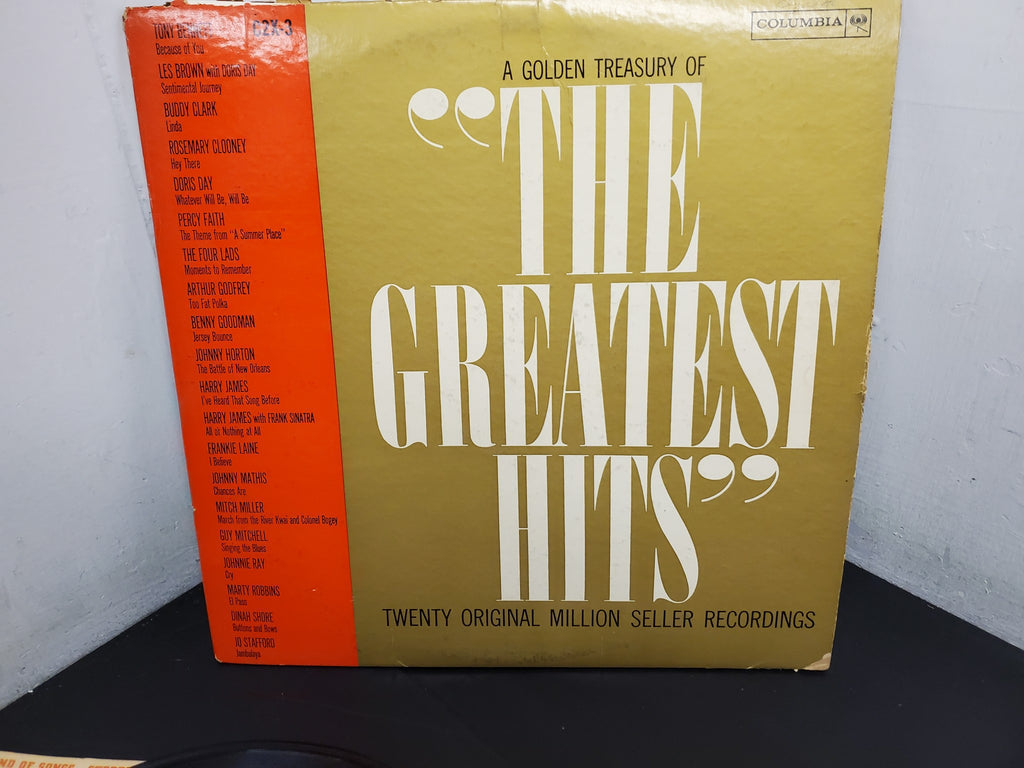 TONY BENNETT
C2X-3
Because of You
LES BROWN with DORIS DAY
Sentimental Journey
BUDDY CLARK
Linda
ROSEMARY CLOONEY
Hey There
DORIS DAY
Whatever Will Be, Will Be
PERCY FAITH
The Theme from "A Summer Place"
THE FOUR LADS
Moments to Remember
ARTHUR GODFREY
Too Fat Polka
BENNY GOODMAN
Jersey Bounce
JOHNNY HORTON
The Battle of New Orleans
HARRY JAMES
I've Heard That Song Before
HARRY JAMES with FRANK SINATRA
All or Nothing at All
FRANKIE LAINE
I Believe
JOHNNY MATHIS
Chances Are
MITCH MILLER
March from the River Kwai and Colonel Bogey
GUY MITCHELL
Singing the Blues
JOHNNIE RAY
Cry
MARTY ROBBINS
El Paso
DINAH SHORE
Buttons and Bows
JO STAFFORD
Jambalaya
COLUMBIA
A GOLDEN TREASURY OF
“THE
GREATEST
HITS”
TWENTY ORIGINAL MILLION SELLER RECORDINGS
ND OF SONGS